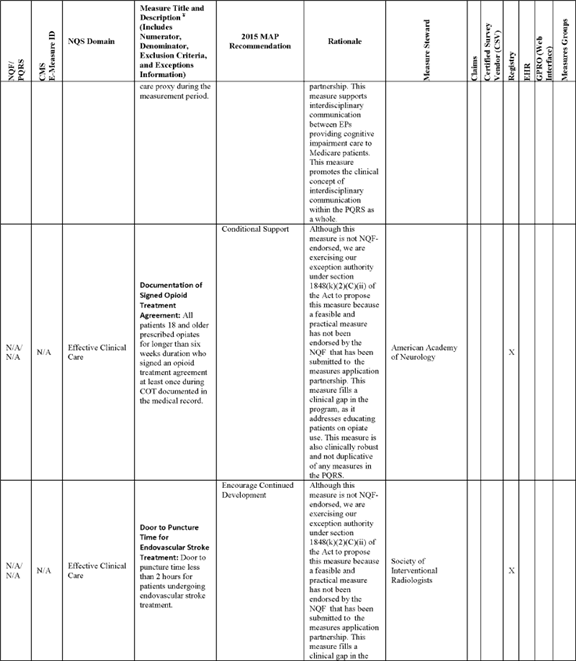 NQF/
PQRS
CMS
E-Measure ID
NQS Domain
Measure Title and
Description ¥
(Includes
Numerator,
Denominator,
Exclusion Criteria,
and Exceptions
Information)
2015 MAP
Recommendation
Rationale
Measure Steward
Claims
Certified Survey
Vendor (CSV)
Registry
EHR
GPRO (Web
Interface)
Measures Groups
care proxy during the
measurement period.
partnership. This
measure supports
interdisciplinary
communication
between EPs
providing cognitive
impairment care to
Medicare patients.
This measure
promotes the clinical
concept of
interdisciplinary
communication
within the PQRS as
a whole.
N/A/
N/A
N/A
Effective Clinical
Care
Documentation of
Signed Opioid
Treatment
Agreement: All
patients 18 and older
prescribed opiates
for longer than six
weeks duration who
signed an opioid
treatment agreement
at least once during
COT documented in
the medical record.
Conditional Support
Although this
measure is not NQF-
endorsed, we are
exercising our
exception authority
under section
1848(k)(2)(C)(ii) of
the Act to propose
this measure because
a feasible and
practical measure
has not been
endorsed by the
NQF that has been
submitted to the
measures application
partnership. This
measure fills a
clinical gap in the
program, as it
addresses educating
patients on opiate
use. This measure is
also clinically robust
and not duplicative
of any measures in
the PQRS.
American Academy
of Neurology
X
N/A/
N/A
N/A
Effective Clinical
Care
Door to Puncture
Time for
Endovascular Stroke
Treatment: Door to
puncture time less
than 2 hours for
patients undergoing
endovascular stroke
treatment.
Encourage Continued
Development
Although this
measure is not NQF-
endorsed, we are
exercising our
exception authority
under section
1848(k)(2)(C)(ii) of
the Act to propose
this measure because
a feasible and
practical measure
has not been
endorsed by the
NQF that has been
submitted to the
measures application
partnership. This
measure fills a
clinical gap in the
Society of
Interventional
Radiologists
X